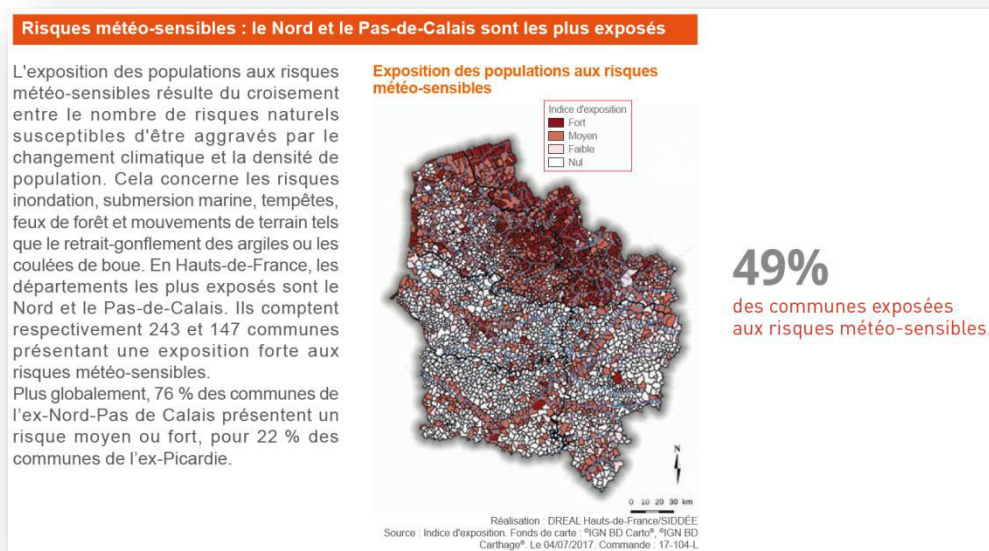 Risques météo-sensibles : le Nord et le Pas-de-Calais sont les plus exposés
L'exposition des populations aux risques
météo-sensibles résulte du croisement
entre le nombre de risques naturels
susceptibles d'être aggravés par le
changement climatique et la densité de
population. Cela concerne les risques
inondation, submersion marine, tempêtes,
feux de forêt et mouvements de terrain tels
que le retrait-gonflement des argiles ou les
coulées de boue. En Hauts-de-France, les
départements les plus exposés sont le
Nord et le Pas-de-Calais. Ils comptent
respectivement 243 et 147 communes
présentant une exposition forte aux
risques météo-sensibles.
Plus globalement, 76 % des communes de
l'ex-Nord-Pas de Calais présentent un
risque moyen ou fort, pour 22 % des
communes de l'ex-Picardie.
Exposition des populations aux risques
météo-sensibles
Indice d'exposition
Fort
Moyen
Faible
Nul
N
0 10 20 30 km
Réalisation : DREAL Hauts-de-France/SIDDÉE
Source : Indice d'exposition. Fonds de carte : ©IGN BD Carto®, ©IGN BD
Carthage®. Le 04/07/2017. Commande : 17-104-L
49%
des communes exposées
aux risques météo-sensibles.